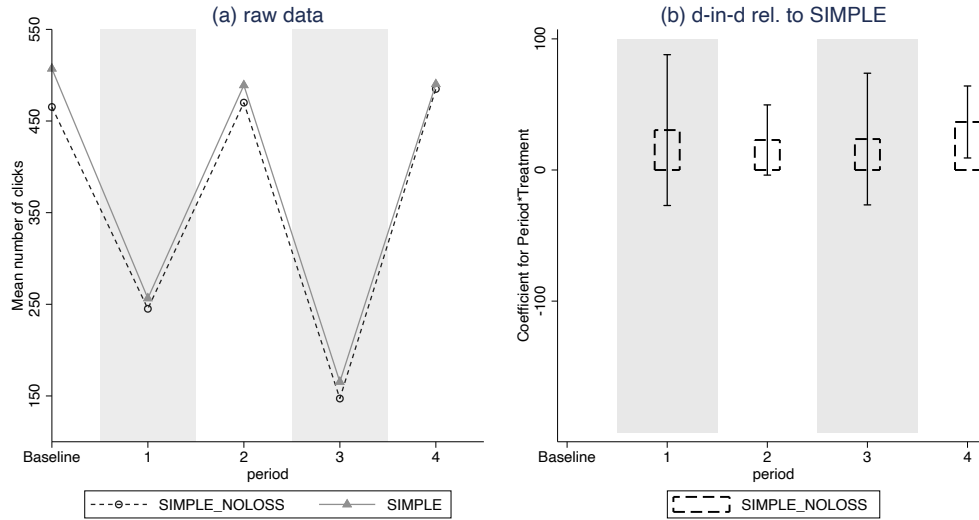 (a) raw data
Mean number of clicks
550
450
350
250
150
Baseline 1 2 3 4
period
SIMPLE_NOLOSS SIMPLE
(b) d-in-d rel. to SIMPLE
Coefficient for Period*Treatment
100
0
-100
Baseline 1 2 3 4
period
SIMPLE_NOLOSS